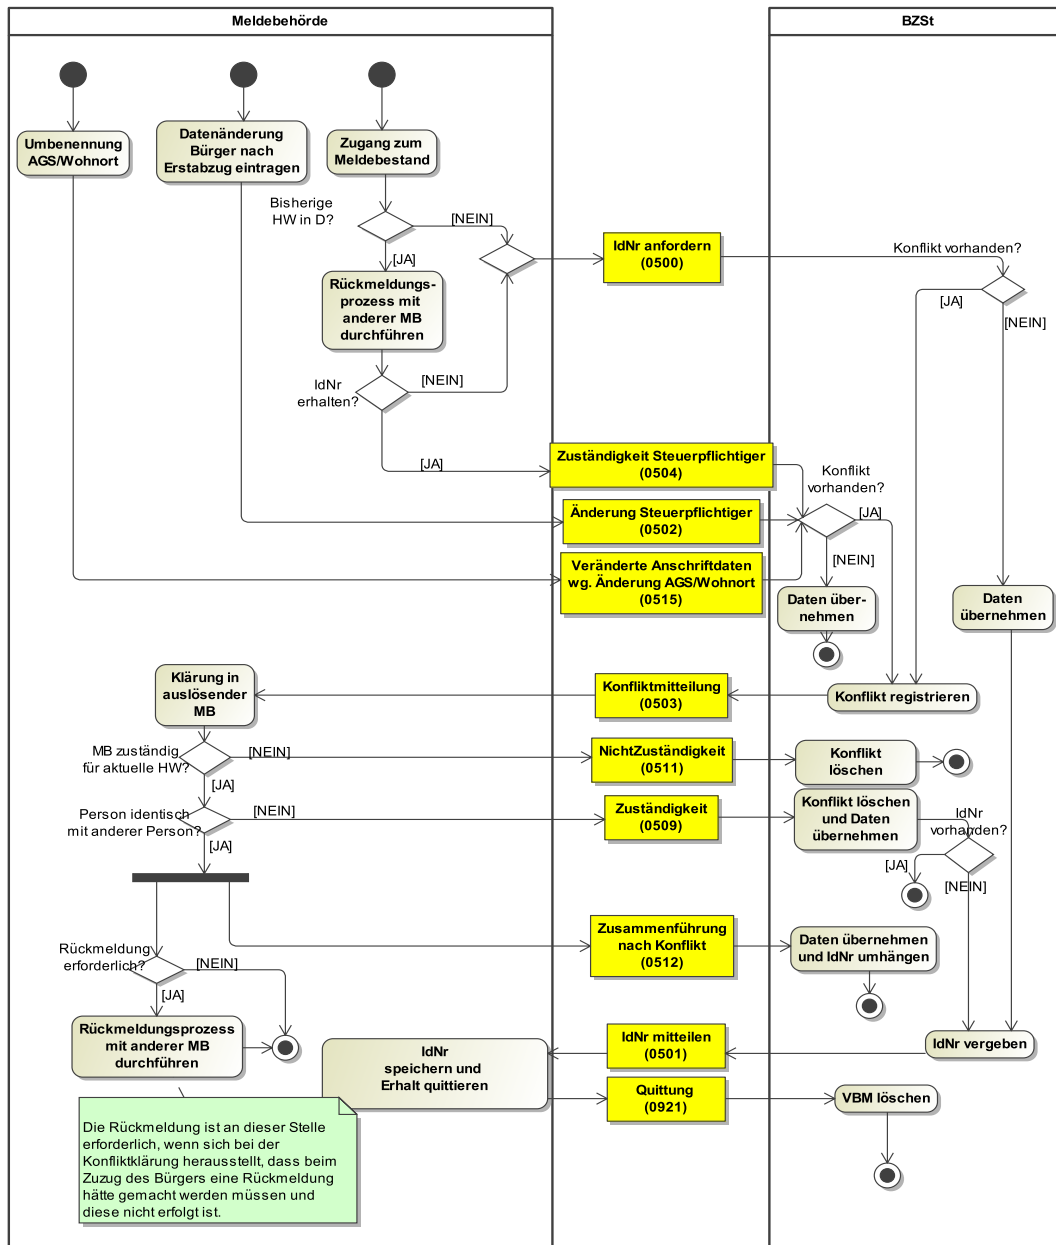 Meldebehörde
BZSt
Umbenennung
AGS/Wohnort
Datenänderung
Bürger nach
Erstabzug eintragen
Zugang zum
Meldebestand
Bisherige
HW in D?
[NEIN]
[JA]
IdNr anfordern
(0500)
Konflikt vorhanden?
[JA]
[NEIN]
Rückmeldungs-
prozess mit
anderer MB
durchführen
IdNr
erhalten?
[NEIN]
[JA]
Zuständigkeit Steuerpflichtiger
(0504)
Konflikt
vorhanden?
[JA]
[NEIN]
Änderung Steuerpflichtiger
(0502)
Veränderte Anschriftdaten
wg. Änderung AGS/Wohnort
(0515)
Daten über-
nehmen
Daten
übernehmen
Klärung in
auslösender
MB
Konfliktmitteilung
(0503)
Konflikt registrieren
MB zuständig
für aktuelle HW?
[NEIN]
[JA]
NichtZuständigkeit
(0511)
Konflikt
löschen
Person identisch
mit anderer Person?
[NEIN]
[JA]
Zuständigkeit
(0509)
Konflikt löschen
und Daten
übernehmen
IdNr
vorhanden?
[JA]
[NEIN]
Rückmeldung
erforderlich?
[NEIN]
[JA]
Zusammenführung
nach Konflikt
(0512)
Daten übernehmen
und IdNr umhängen
Rückmeldungsprozess
mit anderer MB
durchführen
IdNr
speichern und
Erhalt quittieren
IdNr mitteilen
(0501)
IdNr vergeben
Quittung
(0921)
VBM löschen
Die Rückmeldung ist an dieser Stelle
erforderlich, wenn sich bei der
Konfliktklärung herausstellt, dass beim
Zuzug des Bürgers eine Rückmeldung
hätte gemacht werden müssen und
diese nicht erfolgt ist.